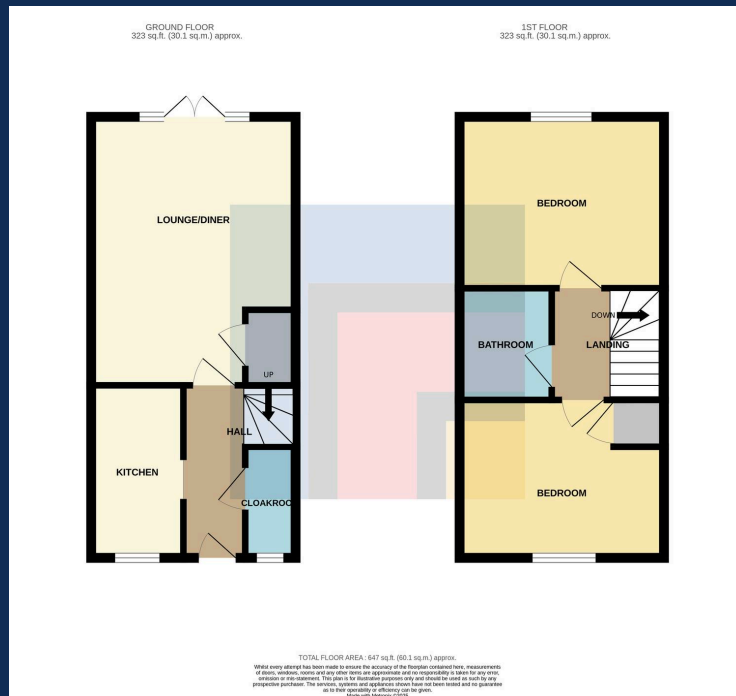 GROUND FLOOR
323 sq.ft. (30.1 sq.m.) approx.
1ST FLOOR
323 sq.ft. (30.1 sq.m.) approx.
LOUNGE/DINER
UP
HALL
KITCHEN
CLOAKROO
BEDROOM
DOWN
BATHROOM
LANDING
BEDROOM
TOTAL FLOOR AREA : 647 sq.ft. (60.1 sq.m.) approx.
Whilst every attempt has been made to ensure the accuracy of the floorplan contained here, measurements
of doors, windows, rooms and any other items are approximate and no responsibility is taken for any error,
omission or mis-statement. This plan is for illustrative purposes only and should be used as such by any
prospective purchaser. The services, systems and appliances shown have not been tested and no guarantee
as to their operability or efficiency can be given.
Made with Metropix ©2025